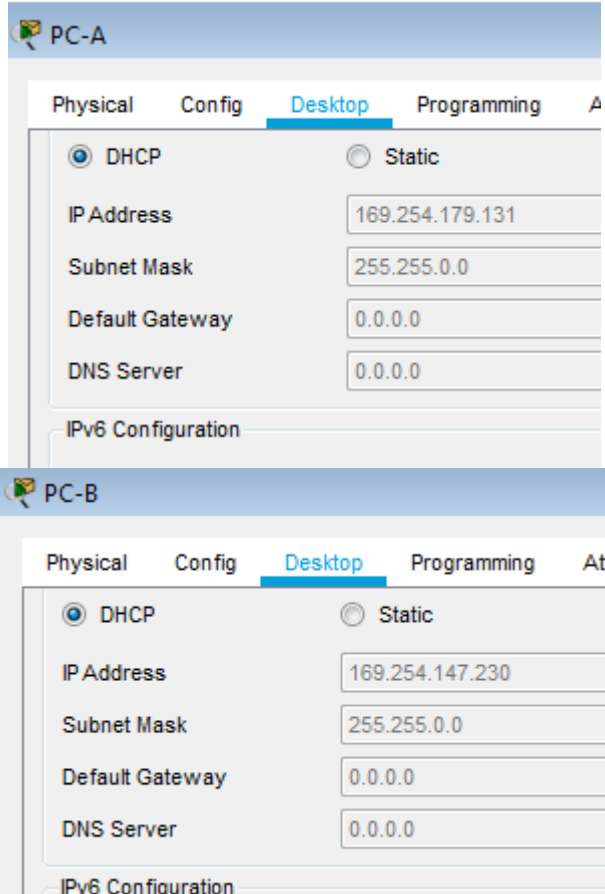 PC-A
Physical Config Desktop Programming A
DHCP Static
IP Address 169.254.179.131
Subnet Mask 255.255.0.0
Default Gateway 0.0.0.0
DNS Server 0.0.0.0
IPv6 Configuration
PC-B
Physical Config Desktop Programming At
DHCP Static
IP Address 169.254.147.230
Subnet Mask 255.255.0.0
Default Gateway 0.0.0.0
DNS Server 0.0.0.0
IPv6 Configuration